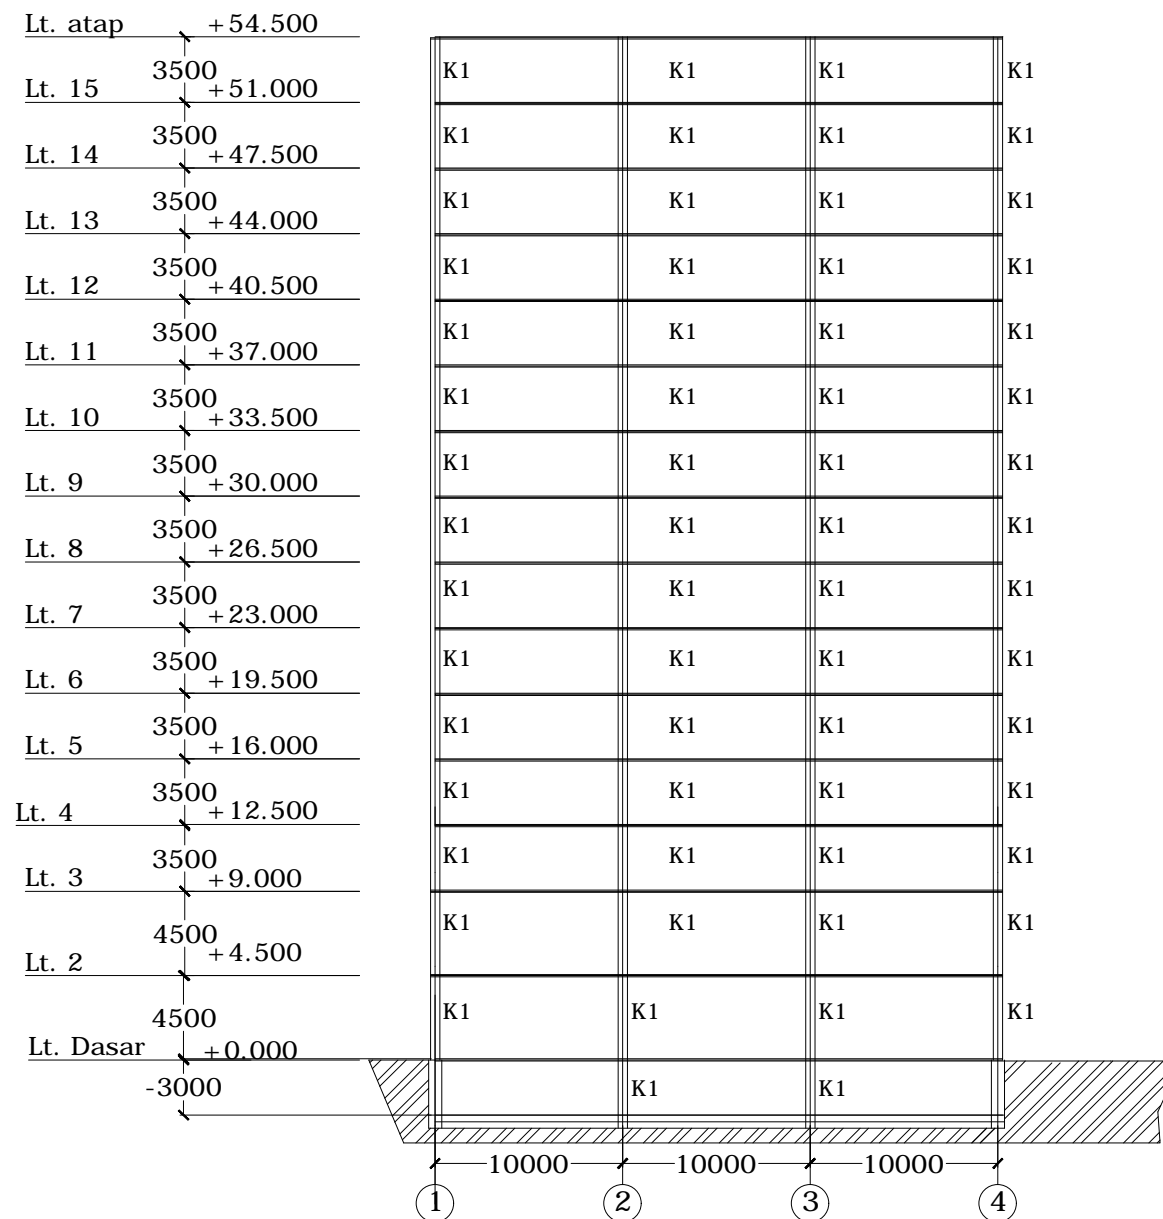 Lt. atap +54.500
3500 K1 K1 K1 K1
Lt. 15 +51.000
3500 K1 K1 K1 K1
Lt. 14 +47.500
3500 K1 K1 K1 K1
Lt. 13 +44.000
3500 K1 K1 K1 K1
Lt. 12 +40.500
3500 K1 K1 K1 K1
Lt. 11 +37.000
3500 K1 K1 K1 K1
Lt. 10 +33.500
3500 K1 K1 K1 K1
Lt. 9 +30.000
3500 K1 K1 K1 K1
Lt. 8 +26.500
3500 K1 K1 K1 K1
Lt. 7 +23.000
3500 K1 K1 K1 K1
Lt. 6 +19.500
3500 K1 K1 K1 K1
Lt. 5 +16.000
3500 K1 K1 K1 K1
Lt. 4 +12.500
3500 K1 K1 K1 K1
Lt. 3 +9.000
4500 K1 K1 K1 K1
Lt. 2 +4.500
4500 K1 K1 K1 K1
Lt. Dasar +0.000
-3000 K1 K1
10000 10000 10000
1 2 3 4